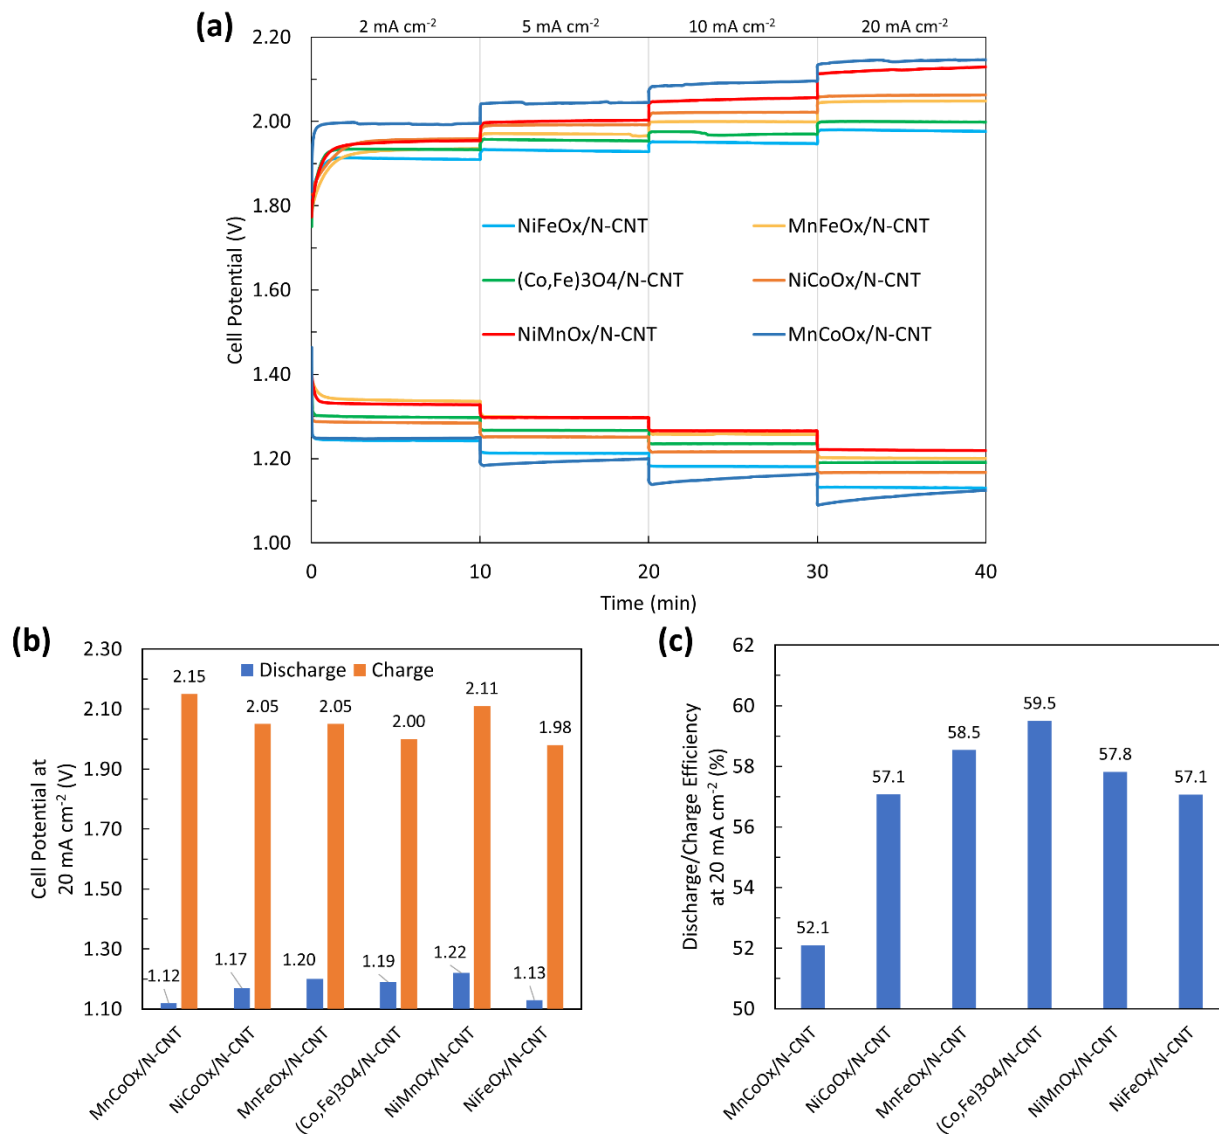 (a)
2 mA cm⁻² 5 mA cm⁻² 10 mA cm⁻² 20 mA cm⁻²
2.20
2.00
1.80
1.60
1.40
1.20
1.00
Cell Potential (V)
NiFeOx/N-CNT MnFeOx/N-CNT
(Co,Fe)3O4/N-CNT NiCoOx/N-CNT
NiMnOx/N-CNT MnCoOx/N-CNT
0 10 20 30 40
Time (min)
(b)
2.30
2.10
1.90
1.70
1.50
1.30
1.10
Cell Potential at
20 mA cm⁻² (V)
Discharge Charge
2.15 2.05 2.05 2.00 2.11 1.98
1.12 1.17 1.20 1.19 1.22 1.13
MnCoOx/N-CNT
NiCoOx/N-CNT
MnFeOx/N-CNT
(Co,Fe)3O4/N-CNT
NiMnOx/N-CNT
NiFeOx/N-CNT
(c)
62
60
58
56
54
52
50
Discharge/Charge Efficiency
at 20 mA cm⁻² (%)
52.1 57.1 58.5 59.5 57.8 57.1
MnCoOx/N-CNT
NiCoOx/N-CNT
MnFeOx/N-CNT
(Co,Fe)3O4/N-CNT
NiMnOx/N-CNT
NiFeOx/N-CNT